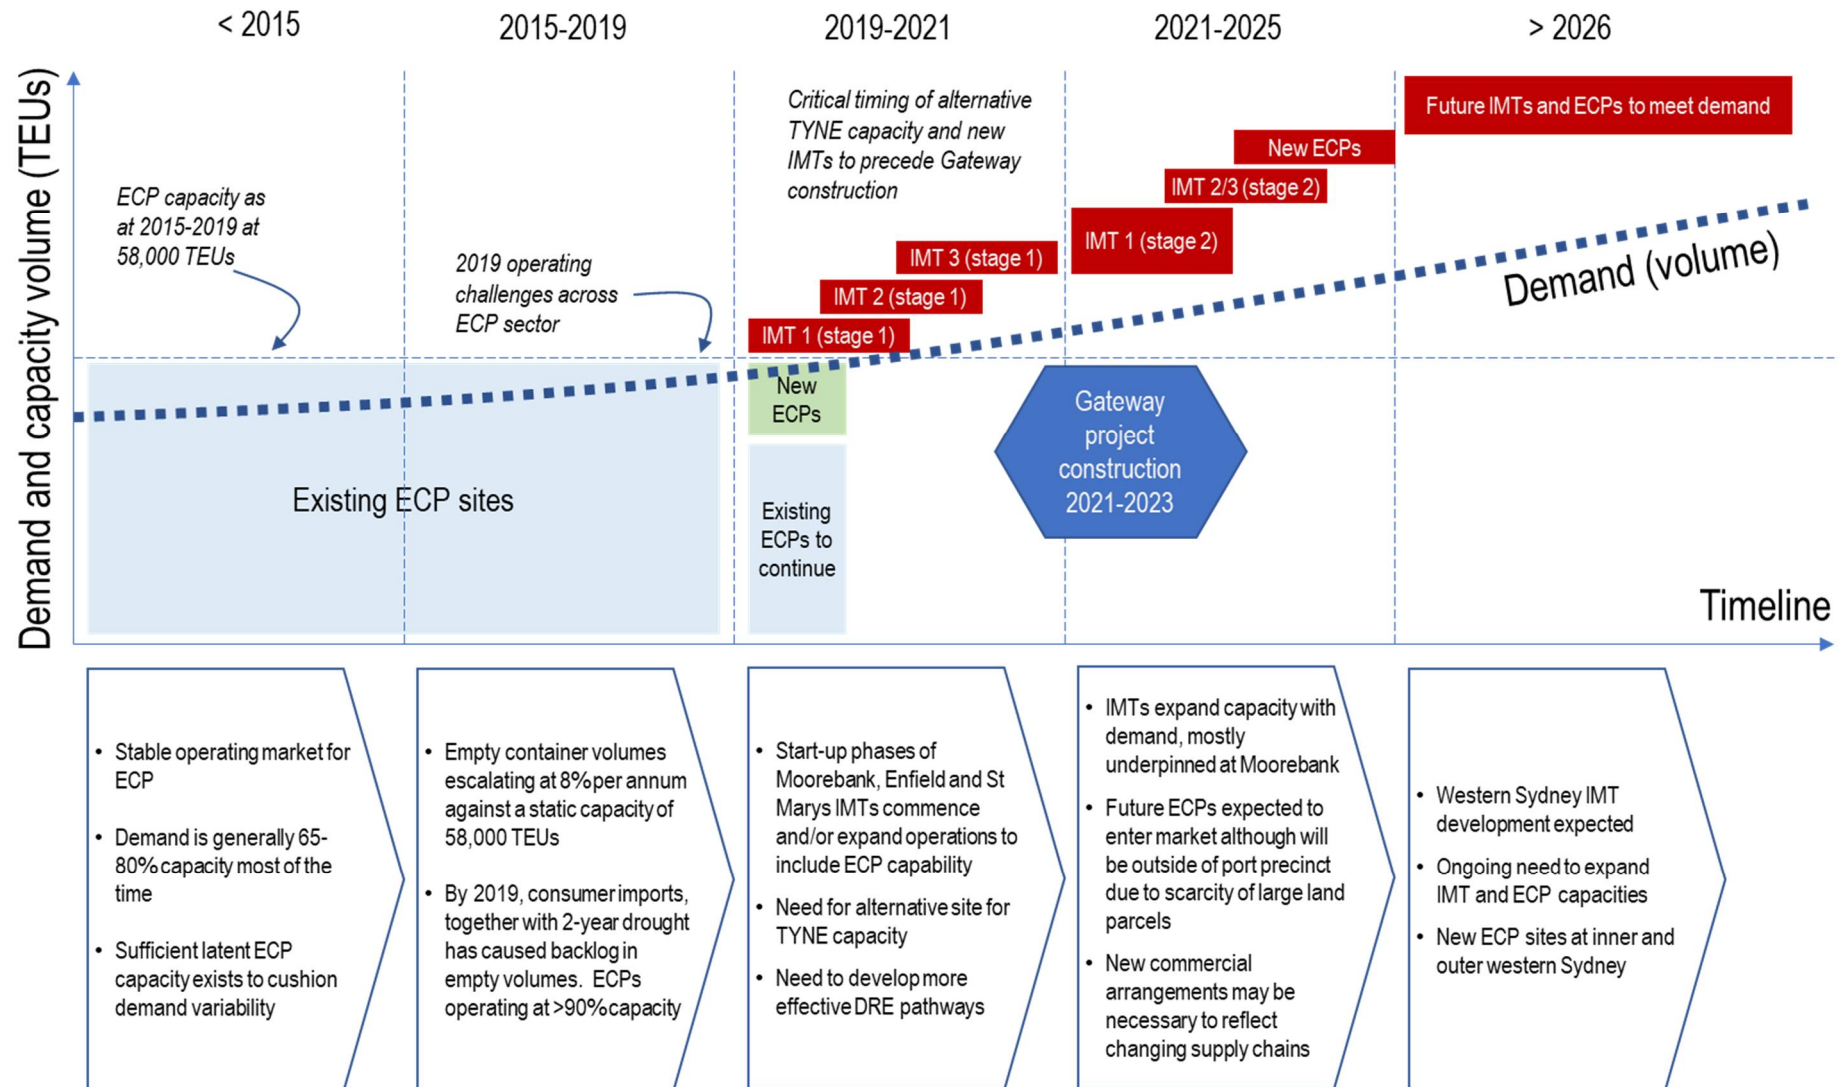 < 2015
2015-2019
2019-2021
2021-2025
> 2026
Demand and capacity volume (TEUs)
ECP capacity as
at 2015-2019 at
58,000 TEUs
2019 operating
challenges across
ECP sector
Critical timing of alternative
TYNE capacity and new
IMTs to precede Gateway
construction
IMT 1 (stage 1)
IMT 2 (stage 1)
IMT 3 (stage 1)
IMT 1 (stage 2)
IMT 2/3 (stage 2)
New ECPs
Future IMTs and ECPs to meet demand
Demand (volume)
Existing ECP sites
New
ECPs
Existing
ECPs to
continue
Gateway
project
construction
2021-2023
Timeline
• Stable operating market for
ECP
• Demand is generally 65-
80% capacity most of the
time
• Sufficient latent ECP
capacity exists to cushion
demand variability
• Empty container volumes
escalating at 8% per annum
against a static capacity of
58,000 TEUs
• By 2019, consumer imports,
together with 2-year drought
has caused backlog in
empty volumes. ECPs
operating at >90% capacity
• Start-up phases of
Moorebank, Enfield and St
Marys IMTs commence
and/or expand operations to
include ECP capability
• Need for alternative site for
TYNE capacity
• Need to develop more
effective DRE pathways
• IMTs expand capacity with
demand, mostly
underpinned at Moorebank
• Future ECPs expected to
enter market although will
be outside of port precinct
due to scarcity of large land
parcels
• New commercial
arrangements may be
necessary to reflect
changing supply chains
• Western Sydney IMT
development expected
• Ongoing need to expand
IMT and ECP capacities
• New ECP sites at inner and
outer western Sydney